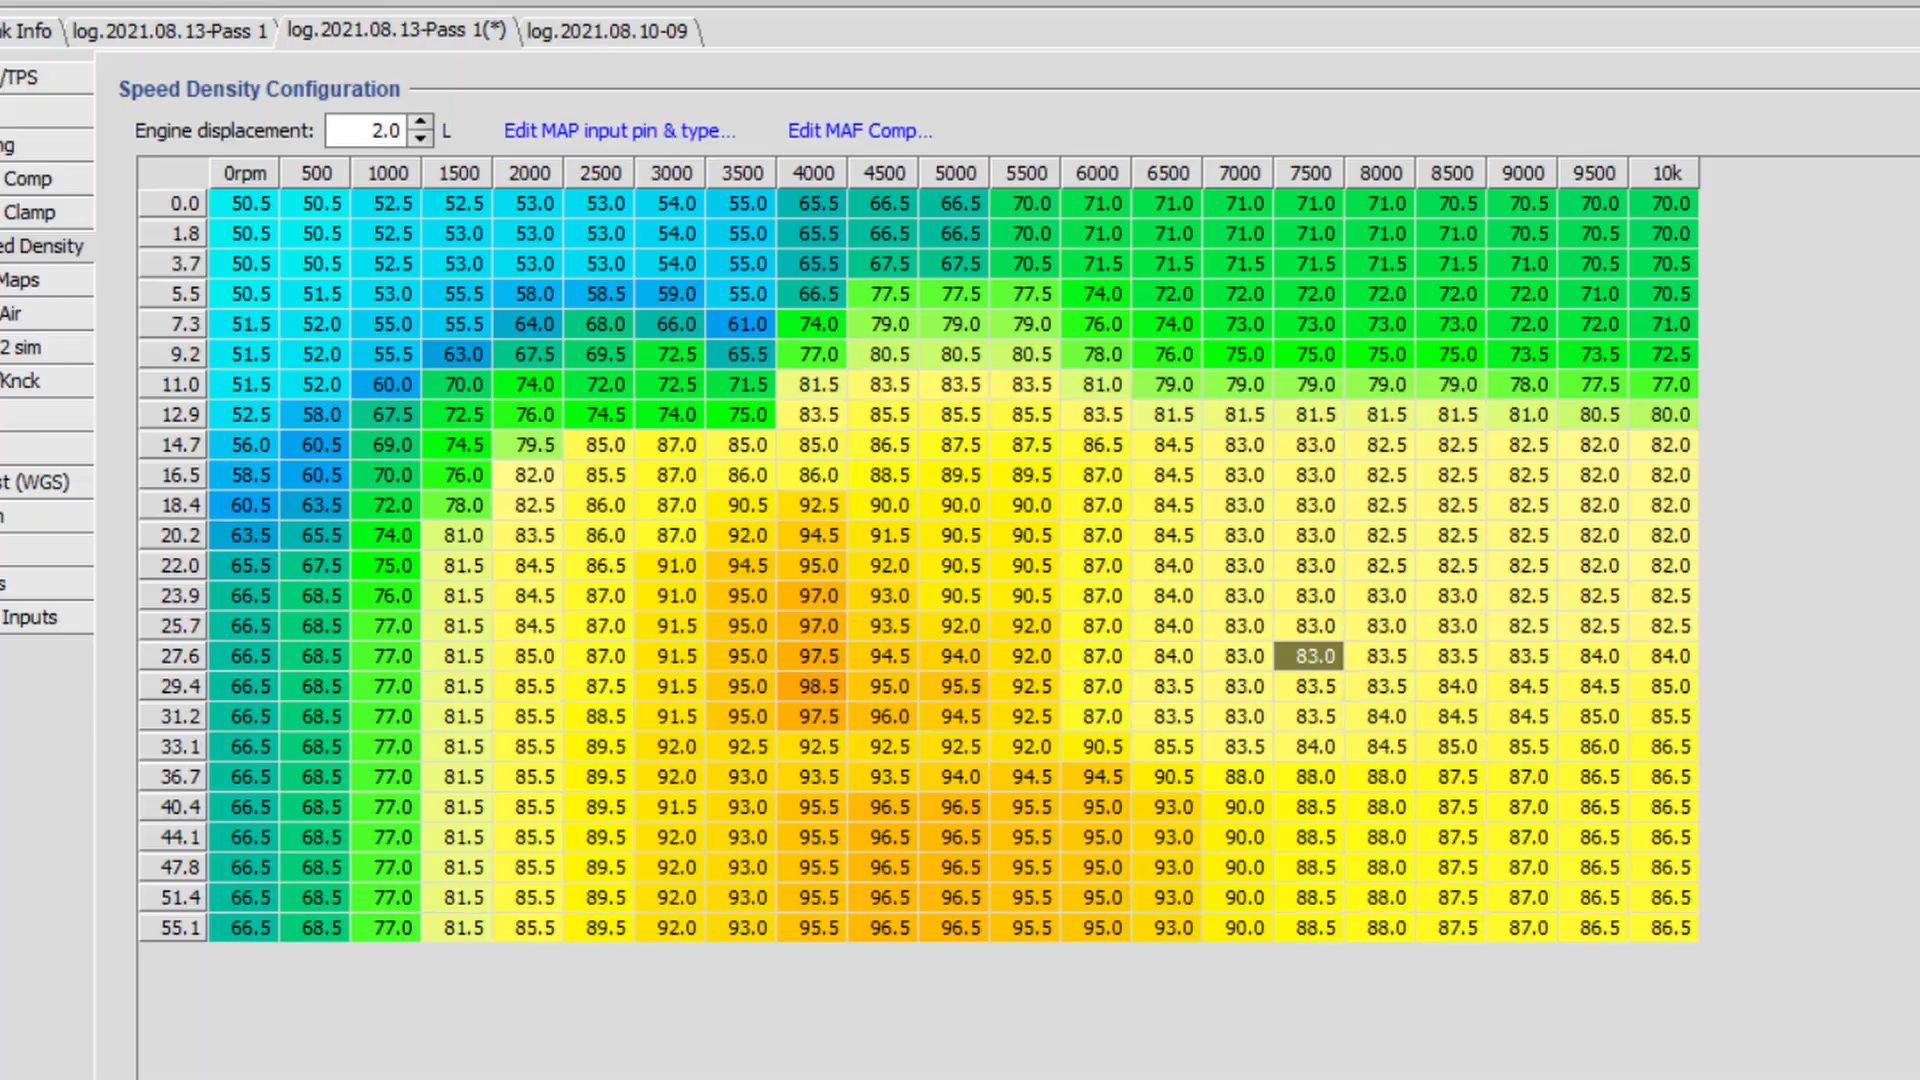 k Info log.2021.08.13-Pass 1 log.2021.08.13-Pass 1(*) log.2021.08.10-09
/TPS
ng
Comp
Clamp
ed Density
Maps
Air
2 sim
/Knck
st (WGS)
n
s
Inputs
Speed Density Configuration
Engine displacement: 2.0 L Edit MAP input pin & type... Edit MAF Comp...
0rpm 500 1000 1500 2000 2500 3000 3500 4000 4500 5000 5500 6000 6500 7000 7500 8000 8500 9000 9500 10k
0.0 50.5 50.5 52.5 52.5 53.0 53.0 54.0 55.0 65.5 66.5 66.5 70.0 71.0 71.0 71.0 71.0 71.0 70.5 70.5 70.0 70.0
1.8 50.5 50.5 52.5 53.0 53.0 53.0 54.0 55.0 65.5 66.5 66.5 70.0 71.0 71.0 71.0 71.0 71.0 71.0 70.5 70.5 70.0
3.7 50.5 50.5 52.5 53.0 53.0 53.0 54.0 55.0 65.5 67.5 67.5 70.5 71.5 71.5 71.5 71.5 71.5 71.5 71.0 70.5 70.5
5.5 50.5 51.5 53.0 55.5 58.0 58.5 59.0 55.0 66.5 77.5 77.5 77.5 74.0 72.0 72.0 72.0 72.0 72.0 72.0 71.0 70.5
7.3 51.5 52.0 55.0 55.5 64.0 68.0 66.0 61.0 74.0 79.0 79.0 79.0 76.0 74.0 73.0 73.0 73.0 73.0 72.0 72.0 71.0
9.2 51.5 52.0 55.5 63.0 67.5 69.5 72.5 65.5 77.0 80.5 80.5 80.5 78.0 76.0 75.0 75.0 75.0 75.0 73.5 73.5 72.5
11.0 51.5 52.0 60.0 70.0 74.0 72.0 72.5 71.5 81.5 83.5 83.5 83.5 81.0 79.0 79.0 79.0 79.0 79.0 78.0 77.5 77.0
12.9 52.5 58.0 67.5 72.5 76.0 74.5 74.0 75.0 83.5 85.5 85.5 85.5 83.5 81.5 81.5 81.5 81.5 81.5 81.0 80.5 80.0
14.7 56.0 60.5 69.0 74.5 79.5 85.0 87.0 85.0 85.0 86.5 87.5 87.5 86.5 84.5 83.0 83.0 82.5 82.5 82.5 82.0 82.0
16.5 58.5 60.5 70.0 76.0 82.0 85.5 87.0 86.0 86.0 88.5 89.5 89.5 87.0 84.5 83.0 83.0 82.5 82.5 82.5 82.0 82.0
18.4 60.5 63.5 72.0 78.0 82.5 86.0 87.0 90.5 92.5 90.0 90.0 90.0 87.0 84.5 83.0 83.0 82.5 82.5 82.5 82.0 82.0
20.2 63.5 65.5 74.0 81.0 83.5 86.0 87.0 92.0 94.5 91.5 90.5 90.5 87.0 84.5 83.0 83.0 82.5 82.5 82.5 82.0 82.0
22.0 65.5 67.5 75.0 81.5 84.5 86.5 91.0 94.5 95.0 92.0 90.5 90.5 87.0 84.0 83.0 83.0 82.5 82.5 82.5 82.0 82.0
23.9 66.5 68.5 76.0 81.5 84.5 87.0 91.0 95.0 97.0 93.0 90.5 90.5 87.0 84.0 83.0 83.0 83.0 83.0 82.5 82.5 82.5
25.7 66.5 68.5 77.0 81.5 84.5 87.0 91.5 95.0 97.0 93.5 92.0 92.0 87.0 84.0 83.0 83.0 83.0 83.0 82.5 82.5 82.5
27.6 66.5 68.5 77.0 81.5 85.0 87.0 91.5 95.0 97.5 94.5 94.0 92.0 87.0 84.0 83.0 83.0 83.5 83.5 83.5 84.0 84.0
29.4 66.5 68.5 77.0 81.5 85.5 87.5 91.5 95.0 98.5 95.0 95.5 92.5 87.0 83.5 83.0 83.5 83.5 84.0 84.5 84.5 85.0
31.2 66.5 68.5 77.0 81.5 85.5 88.5 91.5 95.0 97.5 96.0 94.5 92.5 87.0 83.5 83.0 83.5 84.0 84.5 84.5 85.0 85.5
33.1 66.5 68.5 77.0 81.5 85.5 89.5 92.0 92.5 92.5 92.5 92.5 92.0 90.5 85.5 83.5 84.0 84.5 85.0 85.5 86.0 86.5
36.7 66.5 68.5 77.0 81.5 85.5 89.5 92.0 93.0 93.5 93.5 94.0 94.5 94.5 90.5 88.0 88.0 88.0 87.5 87.0 86.5 86.5
40.4 66.5 68.5 77.0 81.5 85.5 89.5 91.5 93.0 95.5 96.5 96.5 95.5 95.0 93.0 90.0 88.5 88.0 87.5 87.0 86.5 86.5
44.1 66.5 68.5 77.0 81.5 85.5 89.5 92.0 93.0 95.5 96.5 96.5 95.5 95.0 93.0 90.0 88.5 88.0 87.5 87.0 86.5 86.5
47.8 66.5 68.5 77.0 81.5 85.5 89.5 92.0 93.0 95.5 96.5 96.5 95.5 95.0 93.0 90.0 88.5 88.0 87.5 87.0 86.5 86.5
51.4 66.5 68.5 77.0 81.5 85.5 89.5 92.0 93.0 95.5 96.5 96.5 95.5 95.0 93.0 90.0 88.5 88.0 87.5 87.0 86.5 86.5
55.1 66.5 68.5 77.0 81.5 85.5 89.5 92.0 93.0 95.5 96.5 96.5 95.5 95.0 93.0 90.0 88.5 88.0 87.5 87.0 86.5 86.5